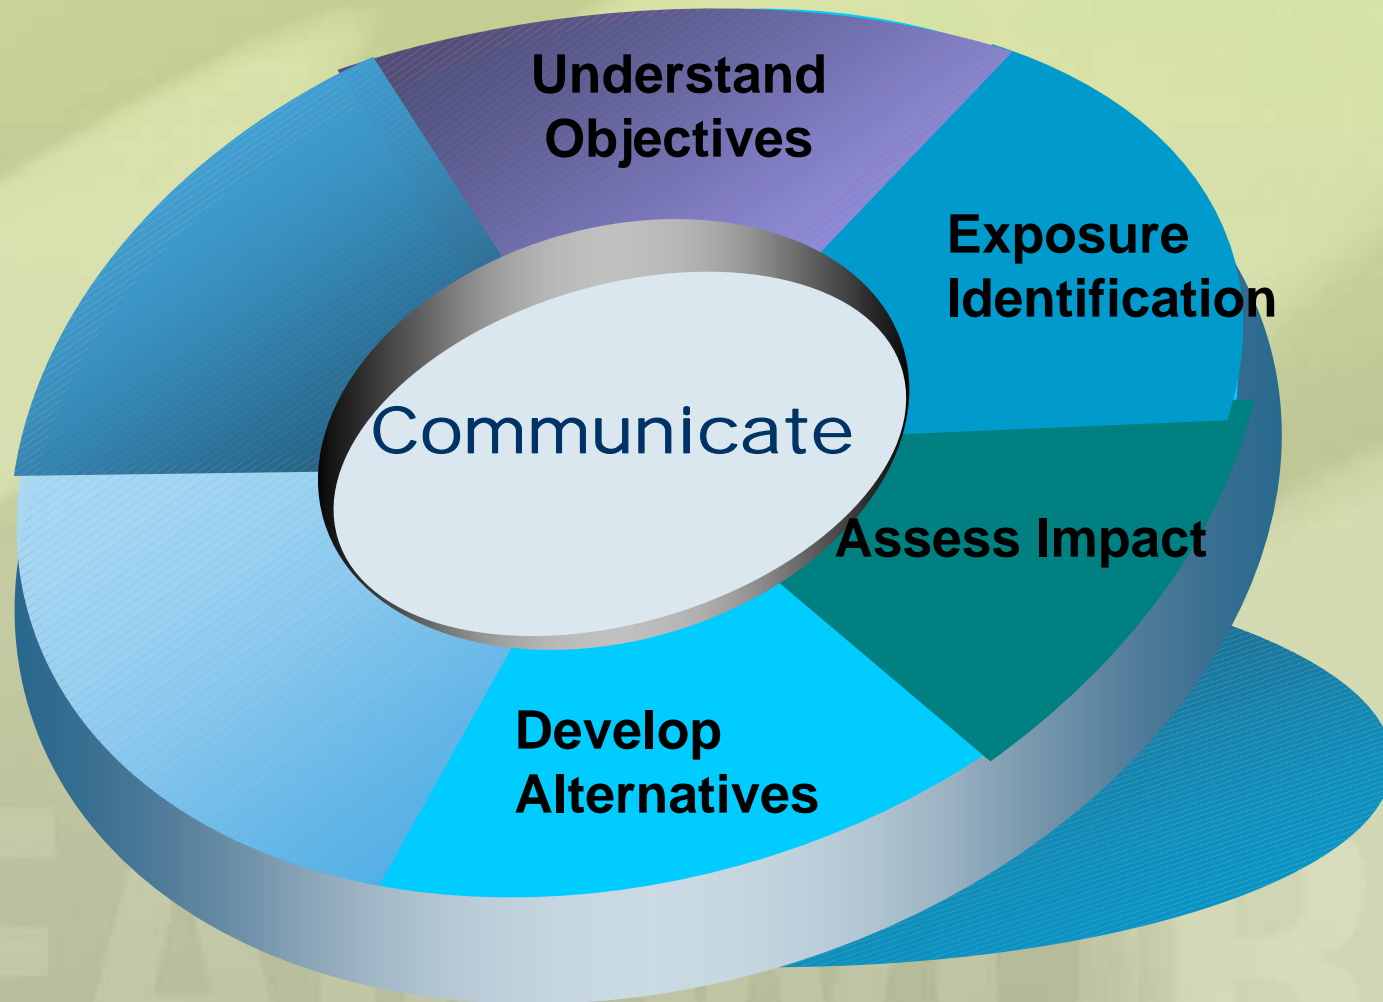 Understand
Objectives
Exposure
Identification
Communicate
Assess Impact
Develop
Alternatives